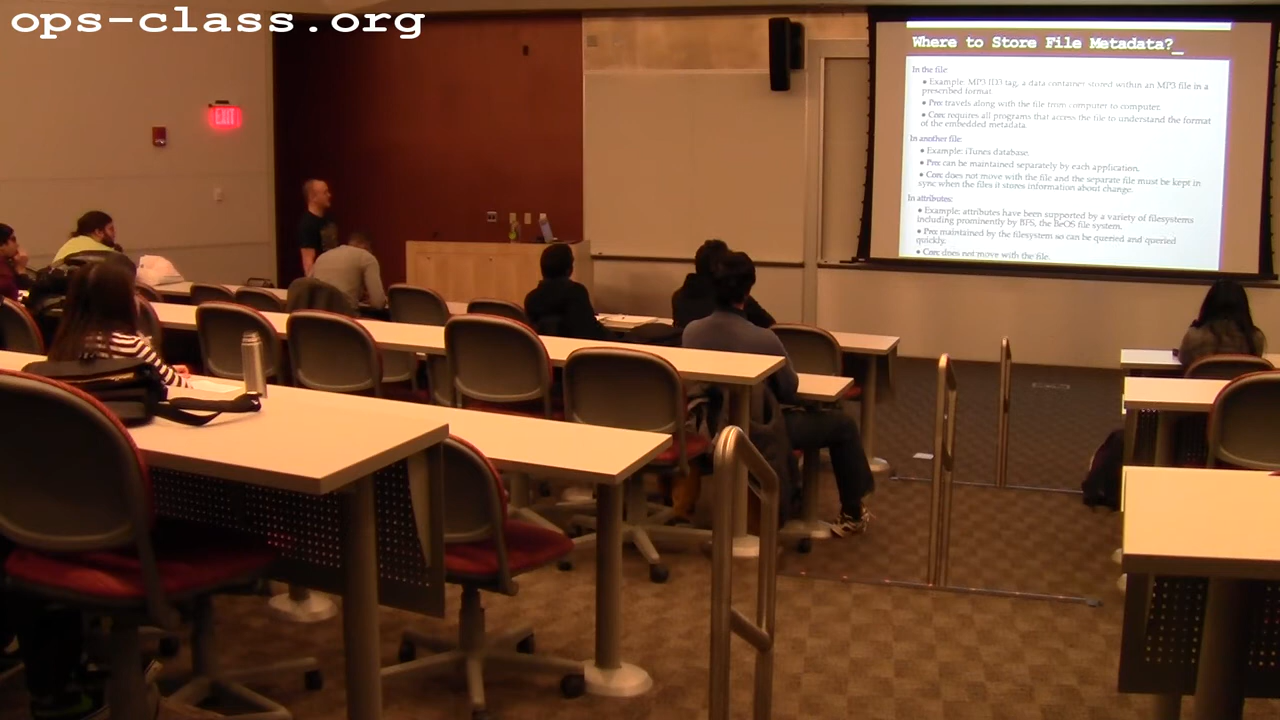 ops-class.org
EXIT
Where to Store File Metadata?_
In the file:
• Example: MP3 ID3 tag, a data container stored within an MP3 file in a
prescribed format.
• Pro: travels along with the file from computer to computer.
• Con: requires all programs that access the file to understand the format
of the embedded metadata.
In another file:
• Example: iTunes database.
• Pro: can be maintained separately by each application.
• Con: does not move with the file and the separate file must be kept in
sync when the files it stores information about change.
In attributes:
• Example: attributes have been supported by a variety of filesystems
including prominently by BFS, the BeOS file system.
• Pro: maintained by the filesystem so can be queried and queried
quickly.
• Con: does not move with the file.